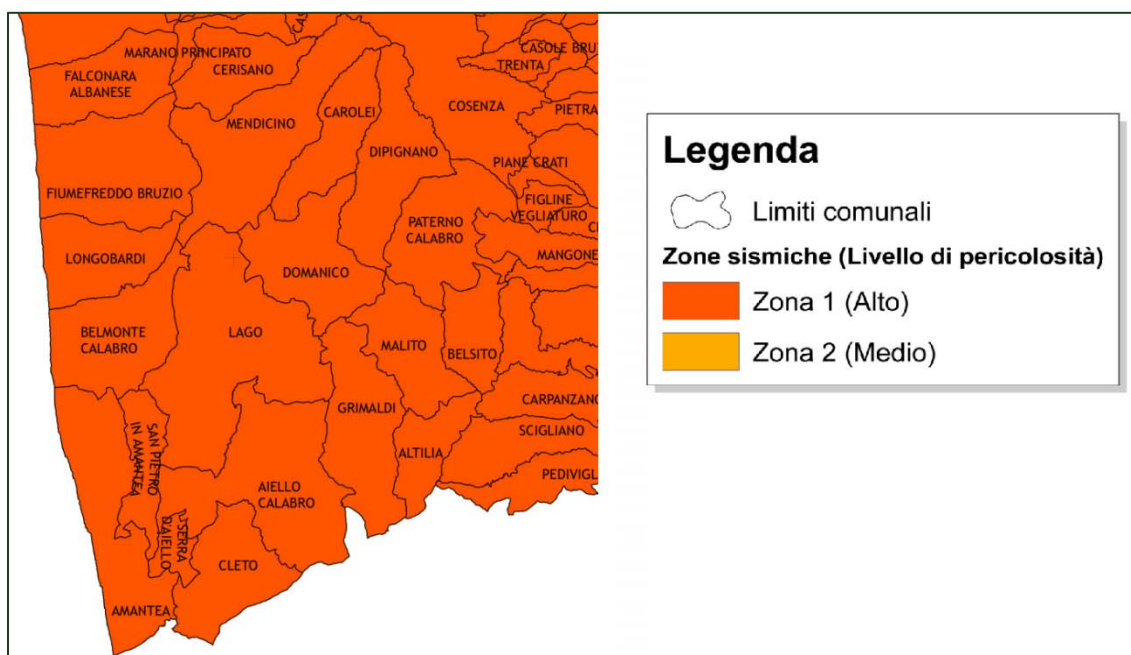 CAS
MARANO PRINCIPATO
CERISANO
FALCONARA
ALBANESE
CASOLE BRU
TRENTA
COSENZA
PIETRA
CAROLEI
MENDICINO
DIPIGNANO
PIANE CRATI
FIUMEFREDDO BRUZIO
FIGLINE
VEGLIATURO
PATERNO
CALABRO
MANGONE
LONGOBARDI
DOMANICO
BELMONTE
CALABRO
LAGO
MALITO
BELSITO
CARPANZANO
GRIMALDI
SCIGLIANO
ALTILIA
PEDIVIGL
SAN PIETRO
IN AMANTEA
AIELLO
CALABRO
SERRA
D'AIELLO
CLETO
AMANTEA
Legenda
Limiti comunali
Zone sismiche (Livello di pericolosità)
Zona 1 (Alto)
Zona 2 (Medio)